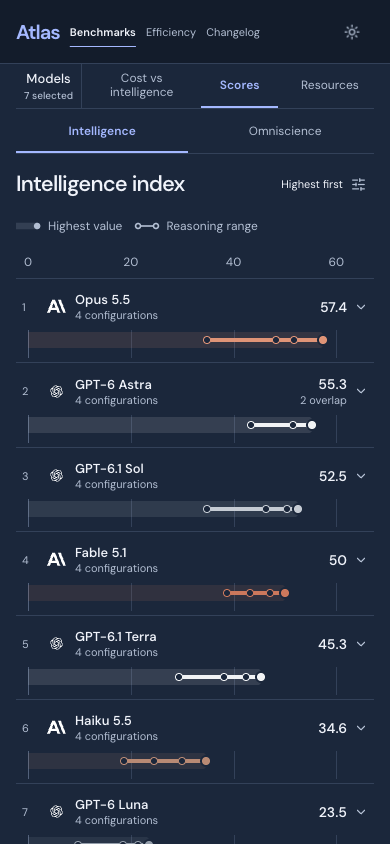 Atlas Benchmarks Efficiency Changelog
Models
7 selected
Cost vs
intelligence
Scores
Resources
Intelligence
Omniscience
Intelligence index
Highest first
Highest value
Reasoning range
0 20 40 60
1 Opus 5.5 57.4
4 configurations
2 GPT-6 Astra 55.3
4 configurations 2 overlap
3 GPT-6.1 Sol 52.5
4 configurations
4 Fable 5.1 50
4 configurations
5 GPT-6.1 Terra 45.3
4 configurations
6 Haiku 5.5 34.6
4 configurations
7 GPT-6 Luna 23.5
4 configurations